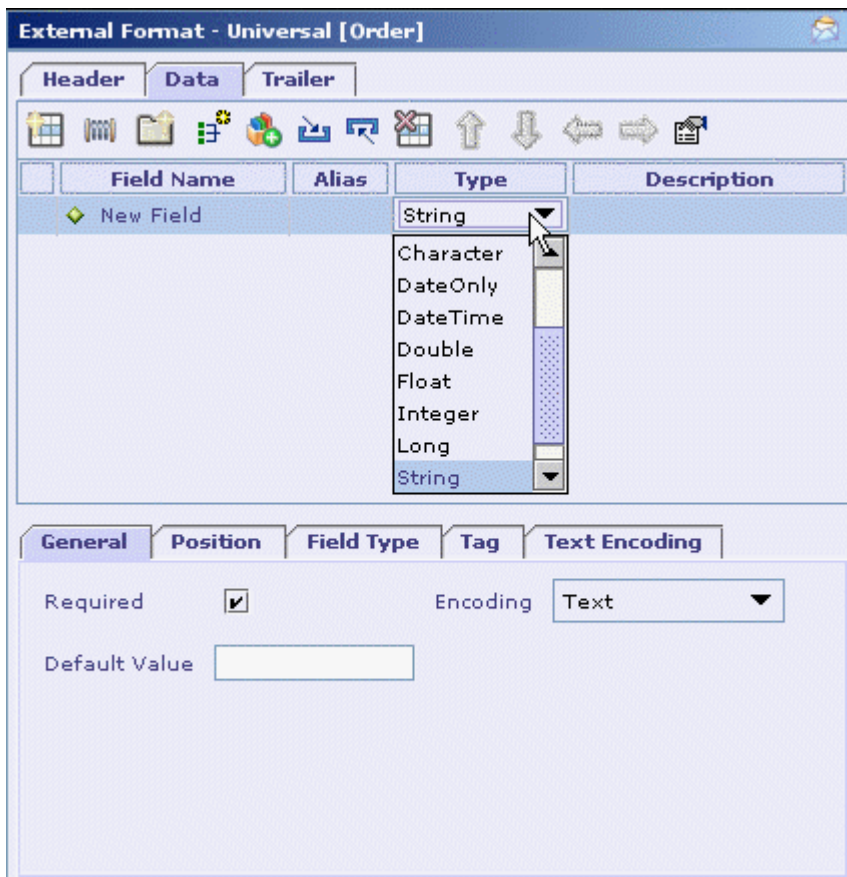 External Format - Universal [Order]
Header Data Trailer
Field Name Alias Type Description
New Field String
Character
DateOnly
DateTime
Double
Float
Integer
Long
String
General Position Field Type Tag Text Encoding
Required Encoding Text
Default Value